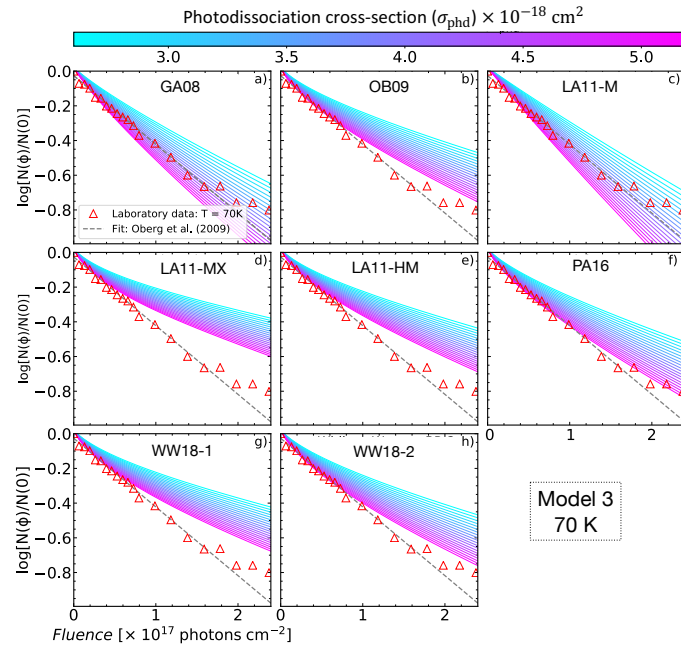 Photodissociation cross-section (σphd) × 10⁻¹⁸ cm²
3.0 3.5 4.0 4.5 5.0
a) GA08
b) OB09
c) LA11-M
log[N(ϕ)/N(0)]
0.0
−0.2
−0.4
−0.6
−0.8
Laboratory data: T = 70K
Fit: Oberg et al. (2009)
d) LA11-MX
e) LA11-HM
f) PA16
log[N(ϕ)/N(0)]
0.0
−0.2
−0.4
−0.6
−0.8
0 1 2
g) WW18-1
h) WW18-2
log[N(ϕ)/N(0)]
0.0
−0.2
−0.4
−0.6
−0.8
Model 3
70 K
0 1 2 0 1 2
Fluence [× 10¹⁷ photons cm⁻²]